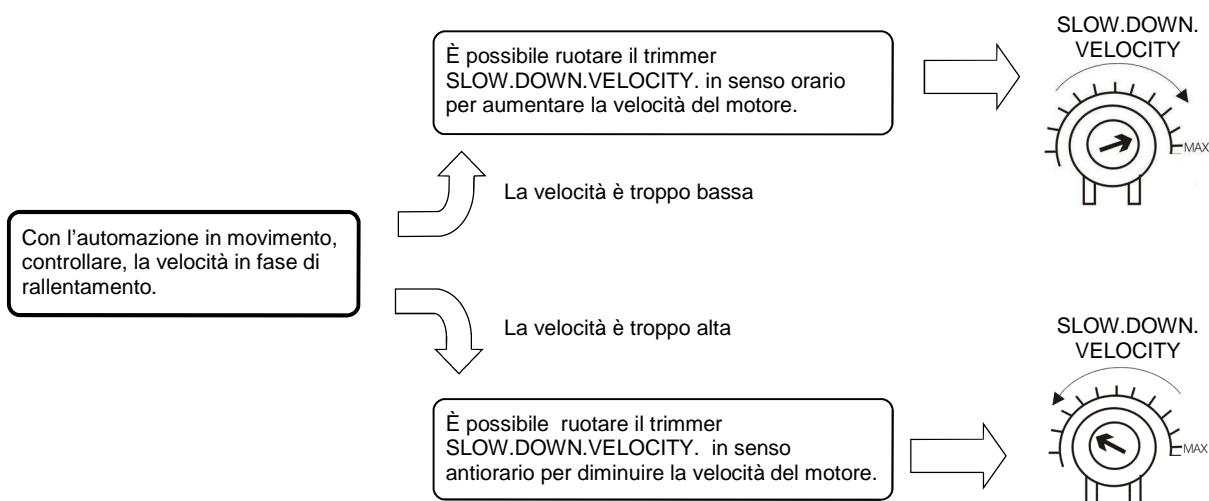 È possibile ruotare il trimmer
SLOW.DOWN.VELOCITY. in senso orario
per aumentare la velocità del motore.
SLOW.DOWN.
VELOCITY
MAX
La velocità è troppo bassa
Con l’automazione in movimento,
controllare, la velocità in fase di
rallentamento.
La velocità è troppo alta
SLOW.DOWN.
VELOCITY
MAX
È possibile ruotare il trimmer
SLOW.DOWN.VELOCITY. in senso
antiorario per diminuire la velocità del motore.